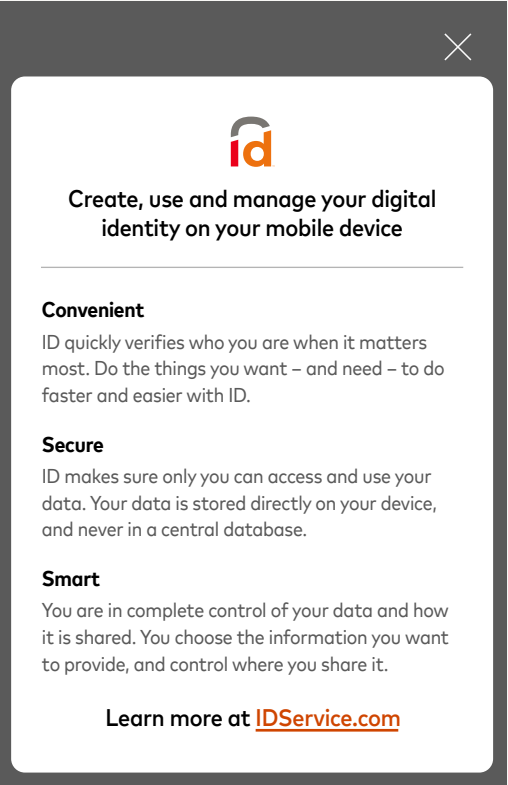 id
Create, use and manage your digital
identity on your mobile device
Convenient
ID quickly verifies who you are when it matters
most. Do the things you want – and need – to do
faster and easier with ID.
Secure
ID makes sure only you can access and use your
data. Your data is stored directly on your device,
and never in a central database.
Smart
You are in complete control of your data and how
it is shared. You choose the information you want
to provide, and control where you share it.
Learn more at IDService.com